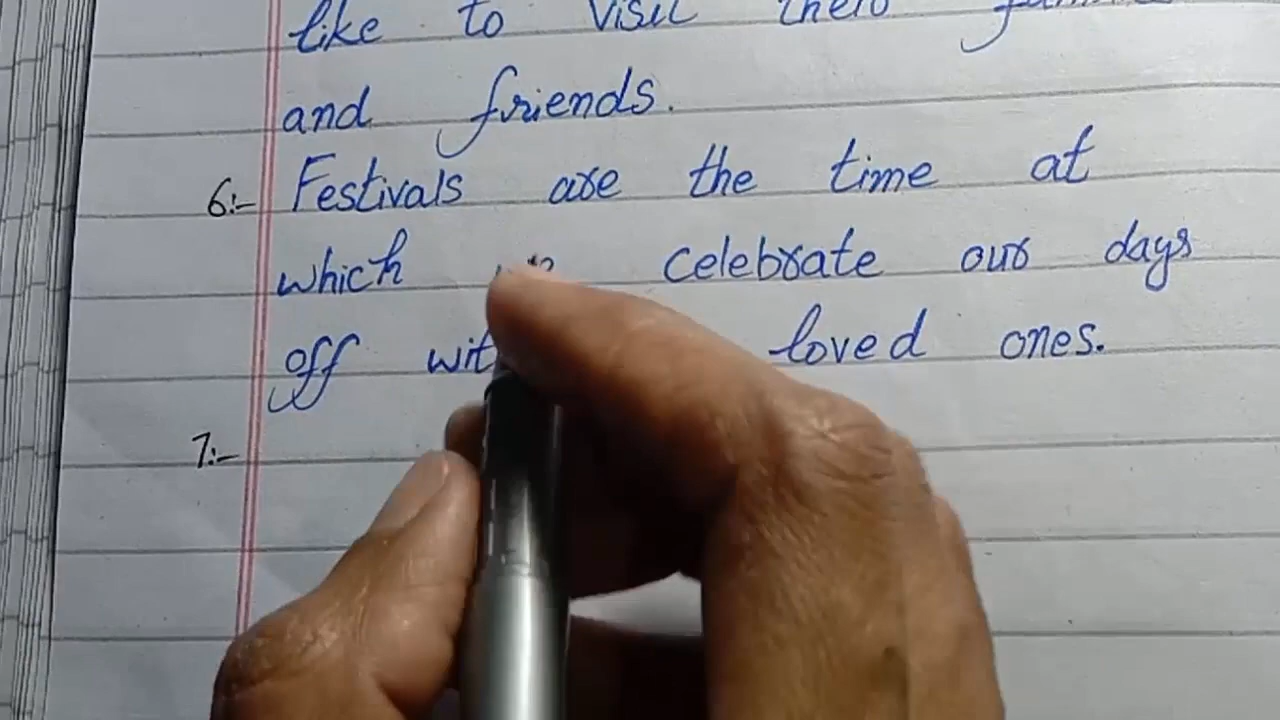 like to visit their
and friends.
6:- Festivals are the time at
which celebrate our days
off loved ones.
7:-